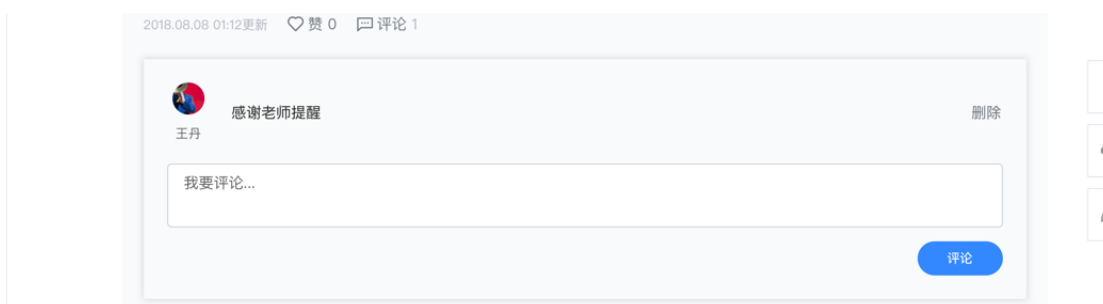 2018.08.08 01:12更新 赞 0 评论 1
感谢老师提醒 删除
王丹
我要评论...
评论